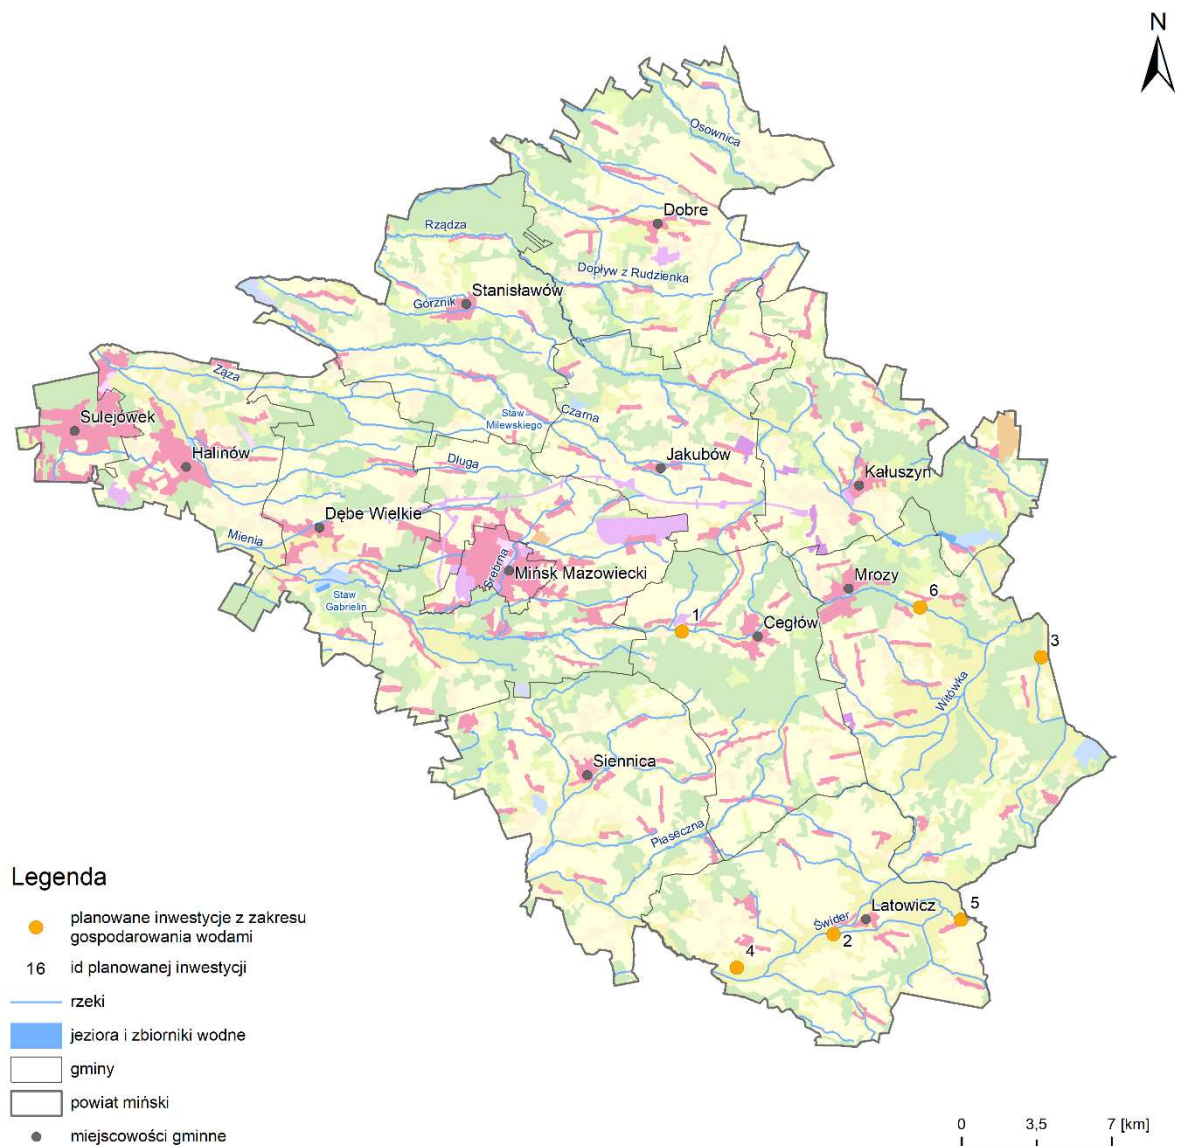 N
Osownica
Dobre
Rządza
Dopływ z Rudzienka
Stanisławów
Górznik
Ząza
Sulejówek
Staw
Milewskiego
Czarna
Halinów
Długa
Jakubów
Kałuszyn
Dębe Wielkie
Mienia
Srebrna
Mińsk Mazowiecki
Mrozy
Staw
Gabrielin
6
1
Cegłów
3
Witówka
Siennica
Piaseczna
Latowicz
5
Świder
2
4
Legenda
planowane inwestycje z zakresu
gospodarowania wodami
16 id planowanej inwestycji
rzeki
jeziora i zbiorniki wodne
gminy
powiat miński
miejscowości gminne
0 3,5 7 [km]